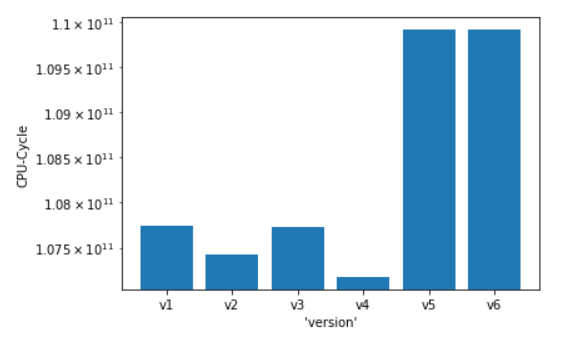 1.1 × 10¹¹
1.095 × 10¹¹
1.09 × 10¹¹
1.085 × 10¹¹
1.08 × 10¹¹
1.075 × 10¹¹
CPU-Cycle
v1 v2 v3 v4 v5 v6
'version'